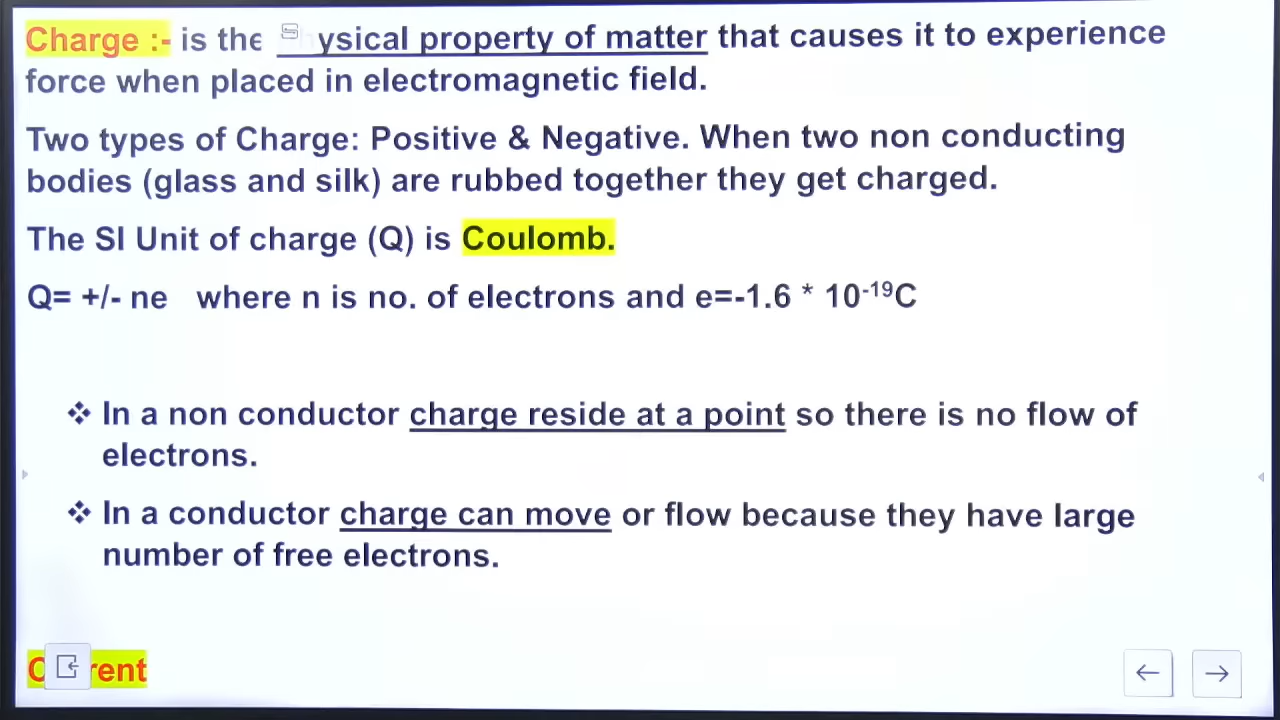 Charge :- is the ysical property of matter that causes it to experience
force when placed in electromagnetic field.
Two types of Charge: Positive & Negative. When two non conducting
bodies (glass and silk) are rubbed together they get charged.
The SI Unit of charge (Q) is Coulomb.
Q= +/- ne where n is no. of electrons and e=-1.6 * 10⁻¹⁹C
❖ In a non conductor charge reside at a point so there is no flow of
electrons.
❖ In a conductor charge can move or flow because they have large
number of free electrons.